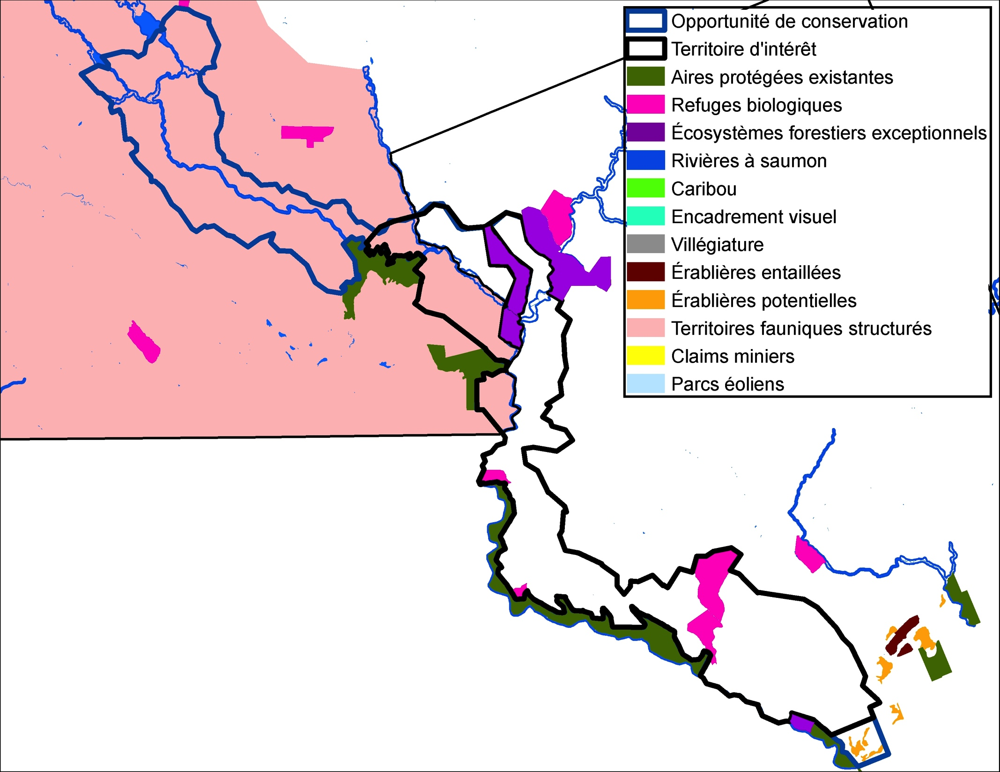 Opportunité de conservation
Territoire d'intérêt
Aires protégées existantes
Refuges biologiques
Écosystèmes forestiers exceptionnels
Rivières à saumon
Caribou
Encadrement visuel
Villégiature
Érablières entaillées
Érablières potentielles
Territoires fauniques structurés
Claims miniers
Parcs éoliens